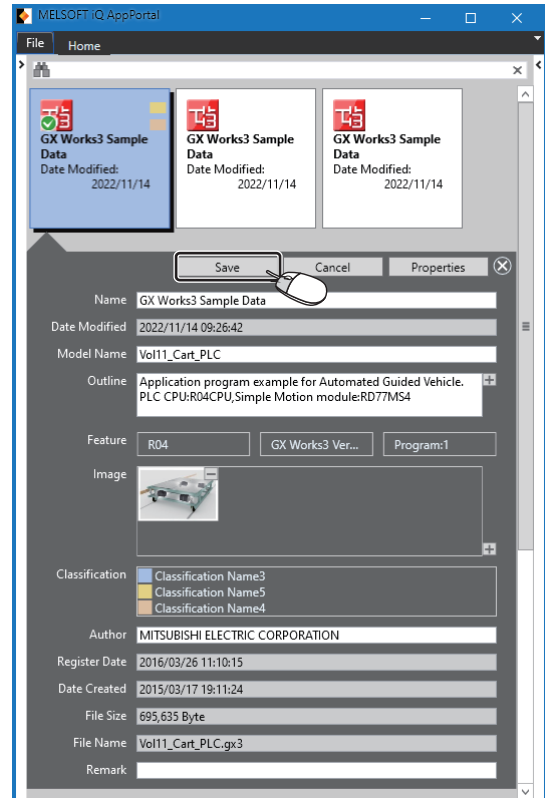 MELSOFT iQ AppPortal
File Home
GX Works3 Sample
Data
Date Modified:
2022/11/14
GX Works3 Sample
Data
Date Modified:
2022/11/14
GX Works3 Sample
Data
Date Modified:
2022/11/14
Save Cancel Properties
Name GX Works3 Sample Data
Date Modified 2022/11/14 09:26:42
Model Name Vol11_Cart_PLC
Outline Application program example for Automated Guided Vehicle.
PLC CPU:R04CPU,Simple Motion module:RD77MS4
Feature R04 GX Works3 Ver... Program:1
Image
Classification Classification Name3
Classification Name5
Classification Name4
Author MITSUBISHI ELECTRIC CORPORATION
Register Date 2016/03/26 11:10:15
Date Created 2015/03/17 19:11:24
File Size 695,635 Byte
File Name Vol11_Cart_PLC.gx3
Remark